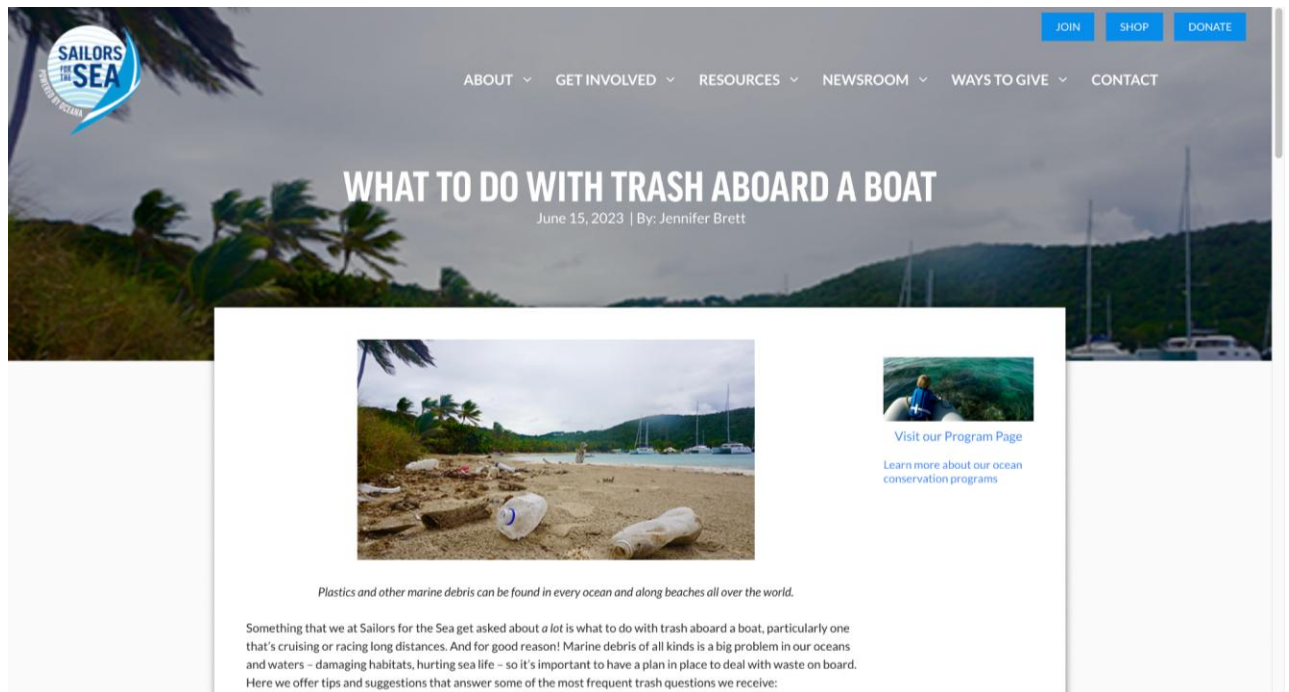 SAILORS
FOR
THE
SEA
POWERED BY OCEANA
JOIN SHOP DONATE
ABOUT GET INVOLVED RESOURCES NEWSROOM WAYS TO GIVE CONTACT
WHAT TO DO WITH TRASH ABOARD A BOAT
June 15, 2023 | By: Jennifer Brett
Visit our Program Page
Learn more about our ocean
conservation programs
Plastics and other marine debris can be found in every ocean and along beaches all over the world.
Something that we at Sailors for the Sea get asked about a lot is what to do with trash aboard a boat, particularly one
that's cruising or racing long distances. And for good reason! Marine debris of all kinds is a big problem in our oceans
and waters – damaging habitats, hurting sea life – so it's important to have a plan in place to deal with waste on board.
Here we offer tips and suggestions that answer some of the most frequent trash questions we receive: